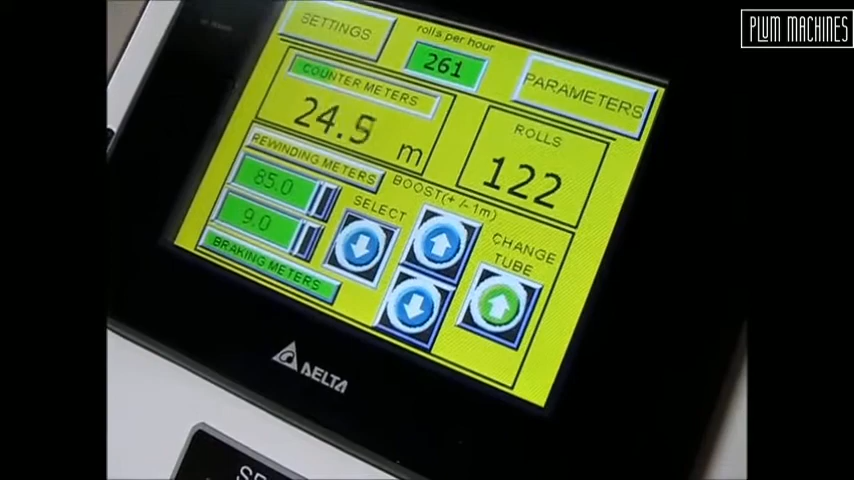 PLUM MACHINES
SETTINGS
rolls per hour
261
PARAMETERS
COUNTER METERS
24.5 m
ROLLS
122
REWINDING METERS
85.0
9.0
BRAKING METERS
SELECT
BOOST(+/-1m)
CHANGE
TUBE
DELTA